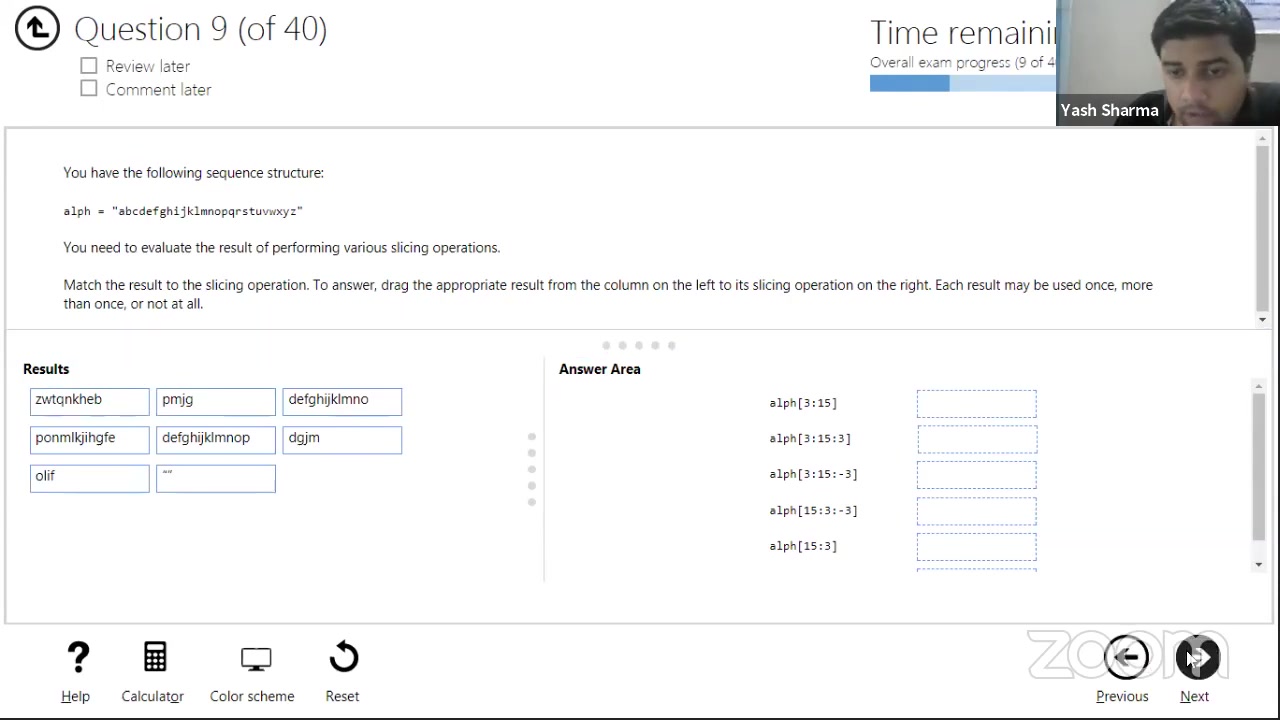 Question 9 (of 40)
Review later
Comment later
Time remaini
Overall exam progress (9 of 4
Yash Sharma
You have the following sequence structure:
alph = "abcdefghijklmnopqrstuvwxyz"
You need to evaluate the result of performing various slicing operations.
Match the result to the slicing operation. To answer, drag the appropriate result from the column on the left to its slicing operation on the right. Each result may be used once, more
than once, or not at all.
Results
zwtqnkheb pmjg defghijklmno
ponmlkjihgfe defghijklmnop dgjm
olif ""
Answer Area
alph[3:15]
alph[3:15:3]
alph[3:15:-3]
alph[15:3:-3]
alph[15:3]
Help Calculator Color scheme Reset
Previous Next
zoom